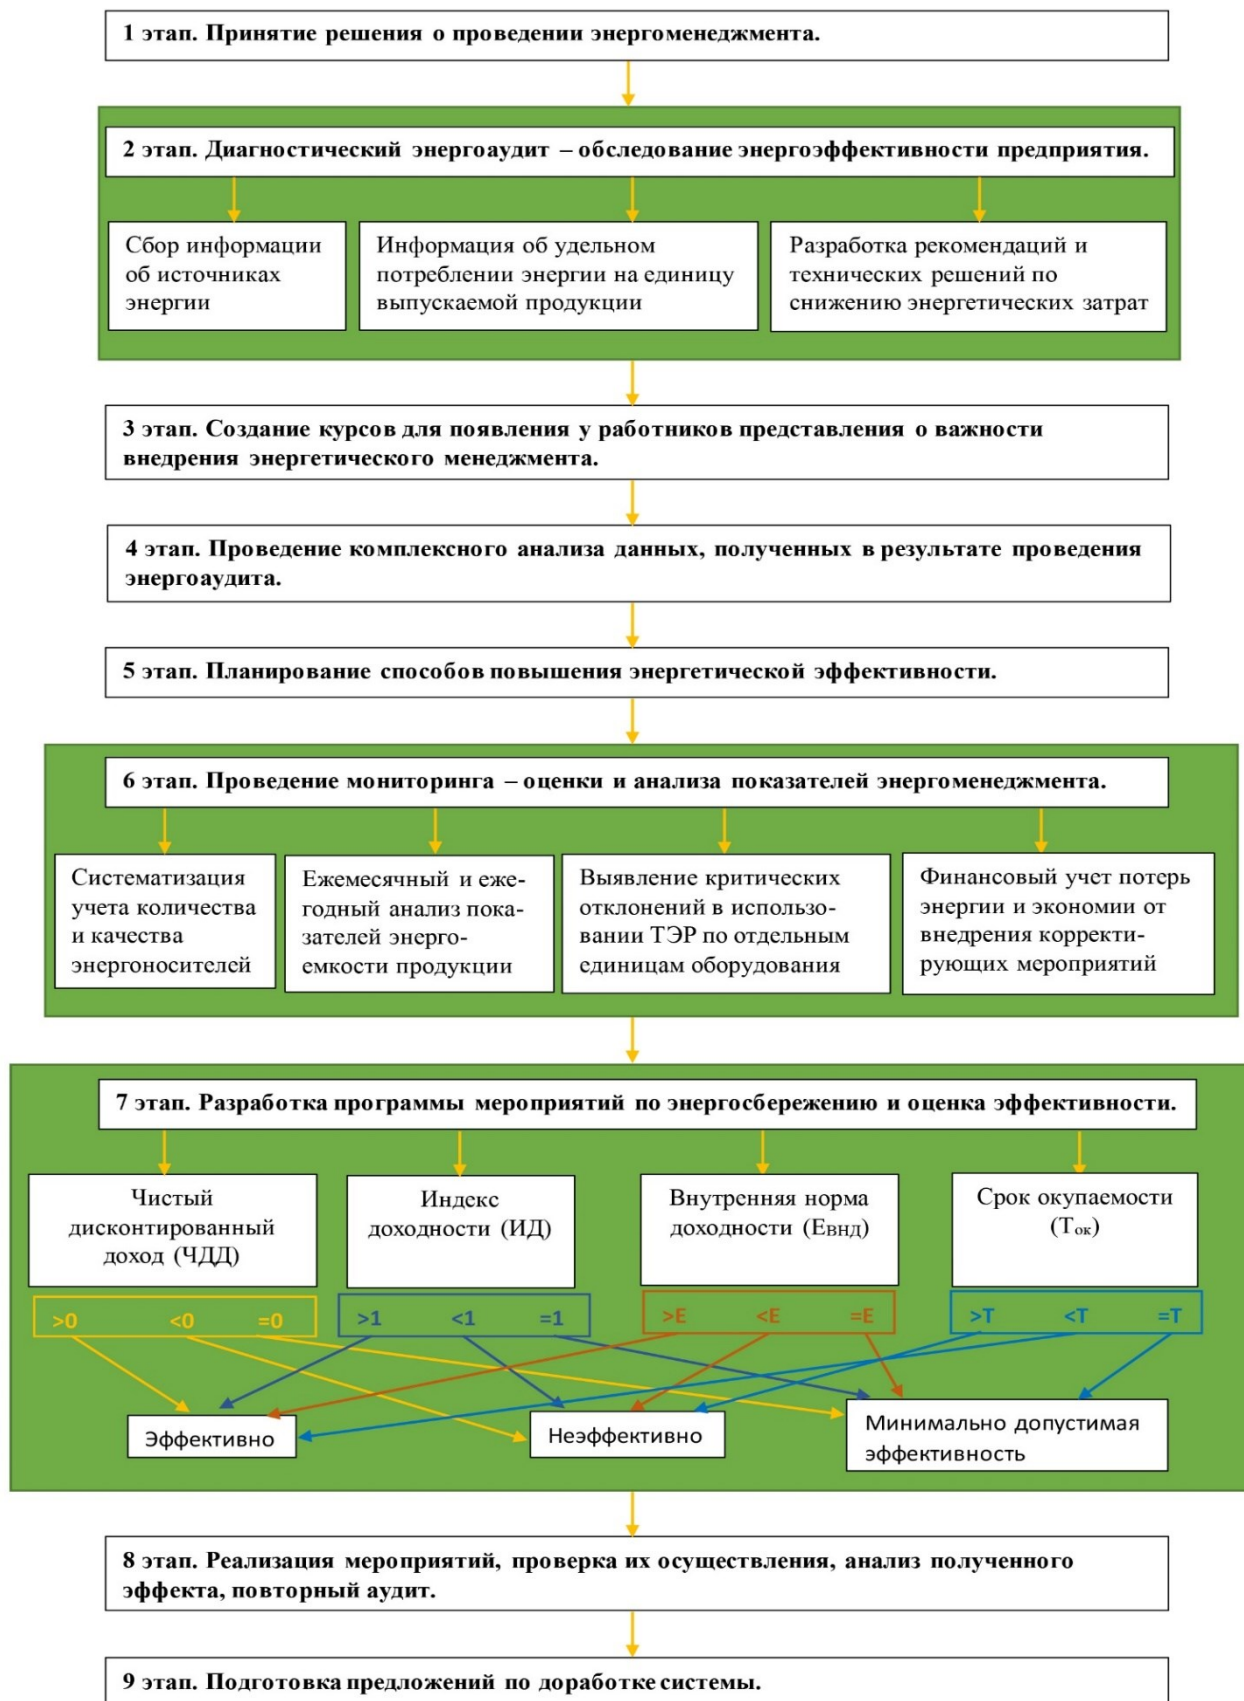 1 этап. Принятие решения о проведении энергоменеджмента.
2 этап. Диагностический энергоаудит – обследование энергоэффективности предприятия.
Сбор информации
об источниках
энергии
Информация об удельном
потреблении энергии на единицу
выпускаемой продукции
Разработка рекомендаций и
технических решений по
снижению энергетических затрат
3 этап. Создание курсов для появления у работников представления о важности
внедрения энергетического менеджмента.
4 этап. Проведение комплексного анализа данных, полученных в результате проведения
энергоаудита.
5 этап. Планирование способов повышения энергетической эффективности.
6 этап. Проведение мониторинга – оценки и анализа показателей энергоменеджмента.
Систематизация
учета количества
и качества
энергоносителей
Ежемесячный и еже-
годный анализ пока-
зателей энерго-
емкости продукции
Выявление критических
отклонений в использо-
вании ТЭР по отдельным
единицам оборудования
Финансовый учет потерь
энергии и экономии от
внедрения корректи-
рующих мероприятий
7 этап. Разработка программы мероприятий по энергосбережению и оценка эффективности.
Чистый
дисконтированный
доход (ЧДД)
Индекс
доходности (ИД)
Внутренняя норма
доходности (Евнд)
Срок окупаемости
(Ток)
>0 <0 =0
>1 <1 =1
>Е <Е =Е
>Т <Т =Т
Эффективно
Неэффективно
Минимально допустимая
эффективность
8 этап. Реализация мероприятий, проверка их осуществления, анализ полученного
эффекта, повторный аудит.
9 этап. Подготовка предложений по доработке системы.